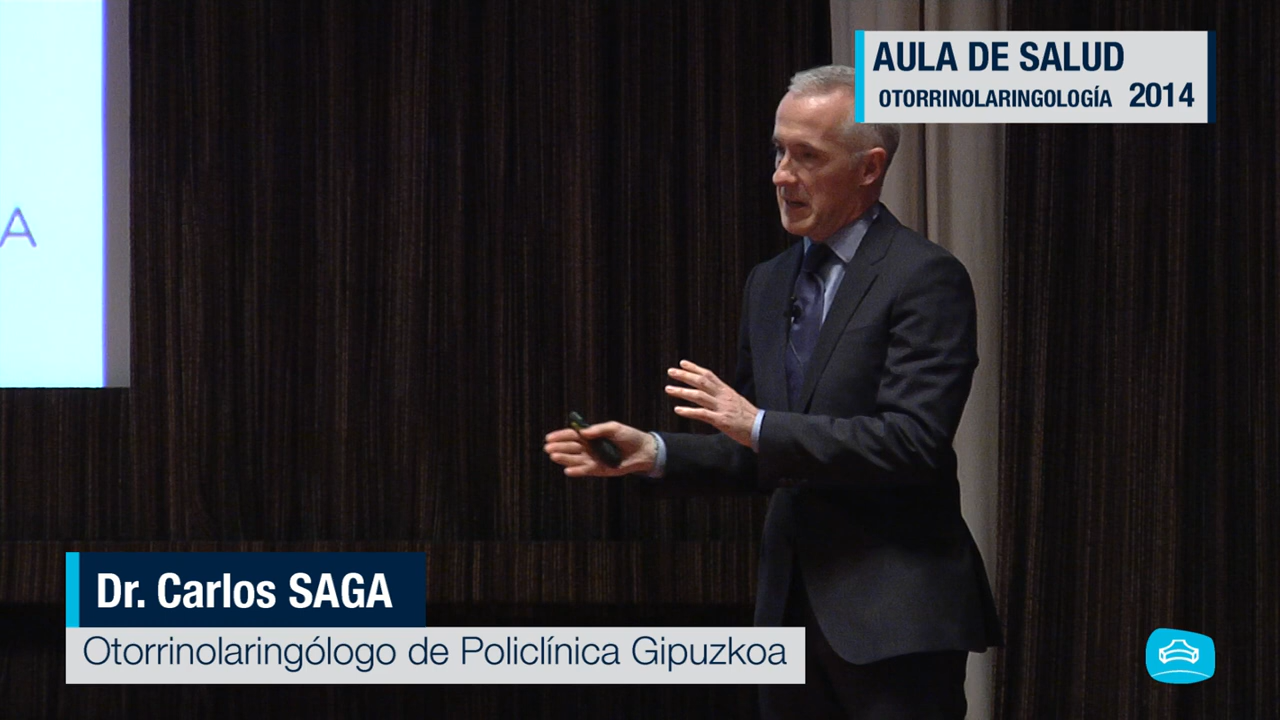 AULA DE SALUD
OTORRINOLARINGOLOGÍA 2014
A
Dr. Carlos SAGA
Otorrinolaringólogo de Policlínica Gipuzkoa